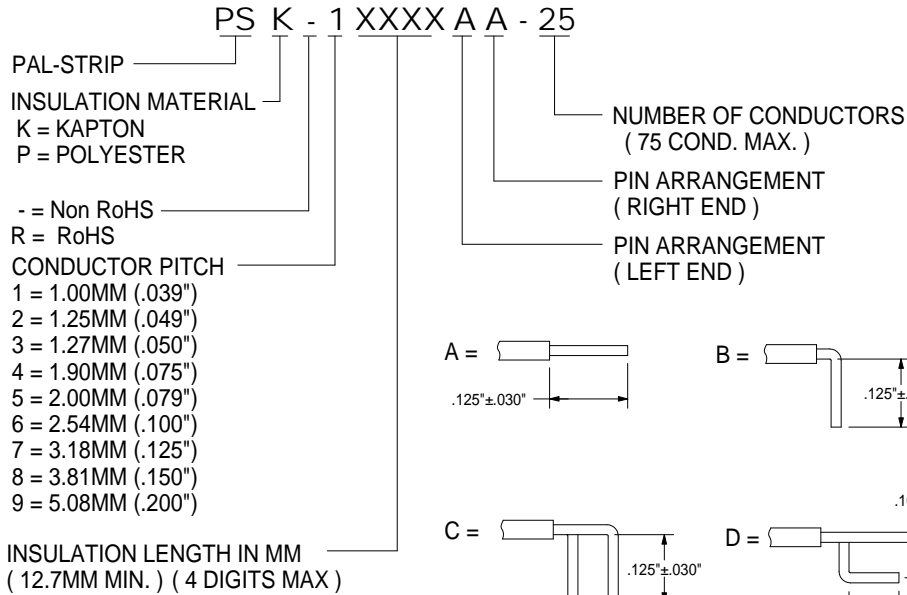 PS K - 1 XXXX A A - 25
PAL-STRIP
INSULATION MATERIAL
K = KAPTON
P = POLYESTER
- = Non RoHS
R = RoHS
CONDUCTOR PITCH
1 = 1.00MM (.039")
2 = 1.25MM (.049")
3 = 1.27MM (.050")
4 = 1.90MM (.075")
5 = 2.00MM (.079")
6 = 2.54MM (.100")
7 = 3.18MM (.125")
8 = 3.81MM (.150")
9 = 5.08MM (.200")
INSULATION LENGTH IN MM
( 12.7MM MIN. ) ( 4 DIGITS MAX )
NUMBER OF CONDUCTORS
( 75 COND. MAX. )
PIN ARRANGEMENT
( RIGHT END )
PIN ARRANGEMENT
( LEFT END )
A =
.125"±.030"
B =
.125"±.
C =
.125"±.030"
D =